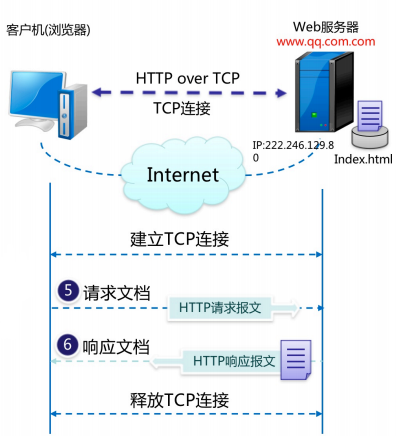 客户机(浏览器)
Web服务器
www.qq.com.com
HTTP over TCP
TCP连接
IP:222.246.129.8
0
Index.html
Internet
建立TCP连接
5 请求文档
HTTP请求报文
6 响应文档
HTTP响应报文
释放TCP连接